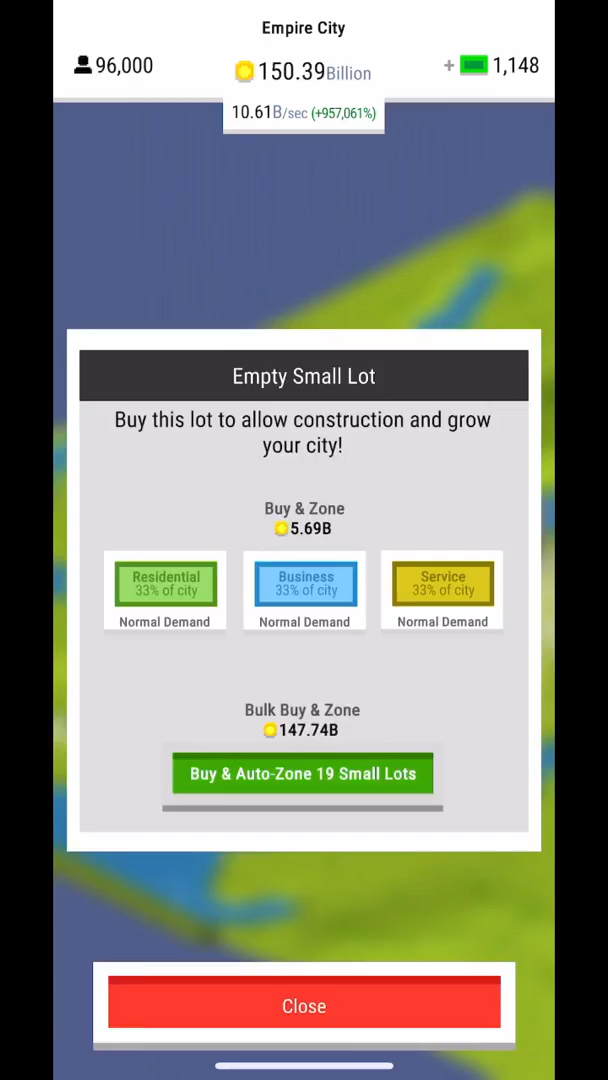 Empire City
96,000
150.39Billion
+ 1,148
10.61B/sec (+957,061%)
Empty Small Lot
Buy this lot to allow construction and grow
your city!
Buy & Zone
5.69B
Residential
33% of city
Normal Demand
Business
33% of city
Normal Demand
Service
33% of city
Normal Demand
Bulk Buy & Zone
147.74B
Buy & Auto-Zone 19 Small Lots
Close